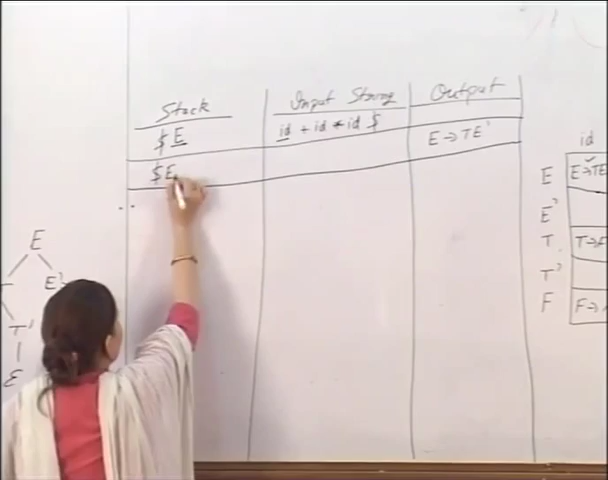 Stack Input String Output
$ E id + id * id $ E → TE'
$E
id
E E→TE
E'
T T→F
T'
F F→
E
E'
T'
ε